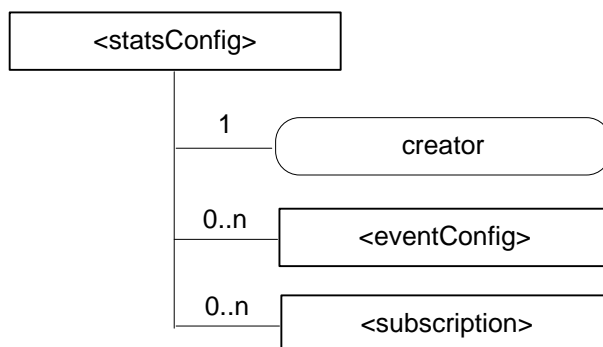 <statsConfig>
1
creator
0..n
<eventConfig>
0..n
<subscription>